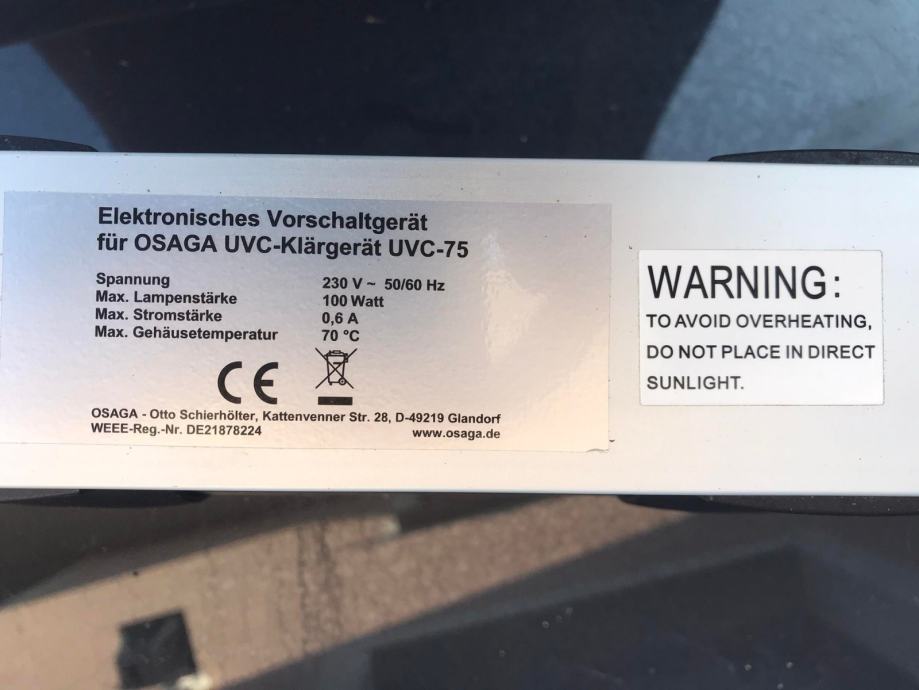 Elektronisches Vorschaltgerät
für OSAGA UVC-Klärgerät UVC-75
Spannung 230 V ~ 50/60 Hz
Max. Lampenstärke 100 Watt
Max. Stromstärke 0,6 A
Max. Gehäusetemperatur 70 °C
CE
OSAGA - Otto Schierhölter, Kattenvenner Str. 28, D-49219 Glandorf
WEEE-Reg.-Nr. DE21878224 www.osaga.de
WARNING:
TO AVOID OVERHEATING,
DO NOT PLACE IN DIRECT
SUNLIGHT.